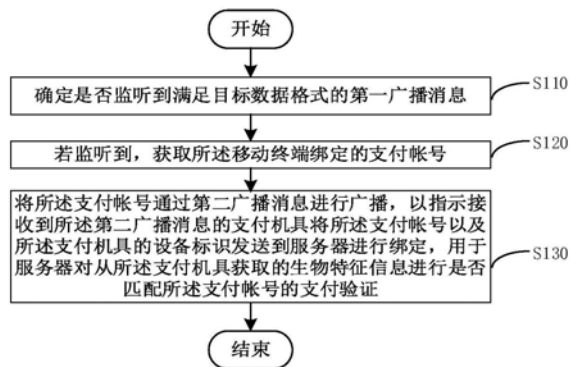 开始
确定是否监听到满足目标数据格式的第一广播消息
S110
若监听到，获取所述移动终端绑定的支付帐号
S120
将所述支付帐号通过第二广播消息进行广播，以指示接
收到所述第二广播消息的支付机具将所述支付帐号以及
所述支付机具的设备标识发送到服务器进行绑定，用于
服务器对从所述支付机具获取的生物特征信息进行是否
匹配所述支付帐号的支付验证
S130
结束